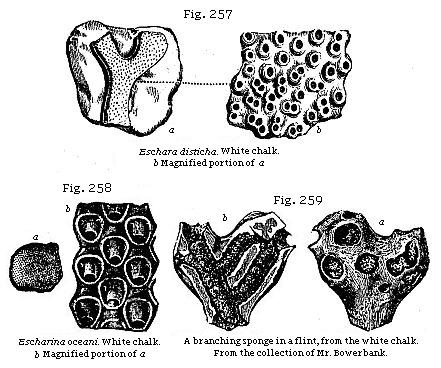 Fig. 257
a
b
Eschara disticha. White chalk.
b Magnified portion of a
Fig. 258
a
b
Escharina oceani. White chalk.
b Magnified portion of a
Fig. 259
b
a
A branching sponge in a flint, from the white chalk.
From the collection of Mr. Bowerbank.